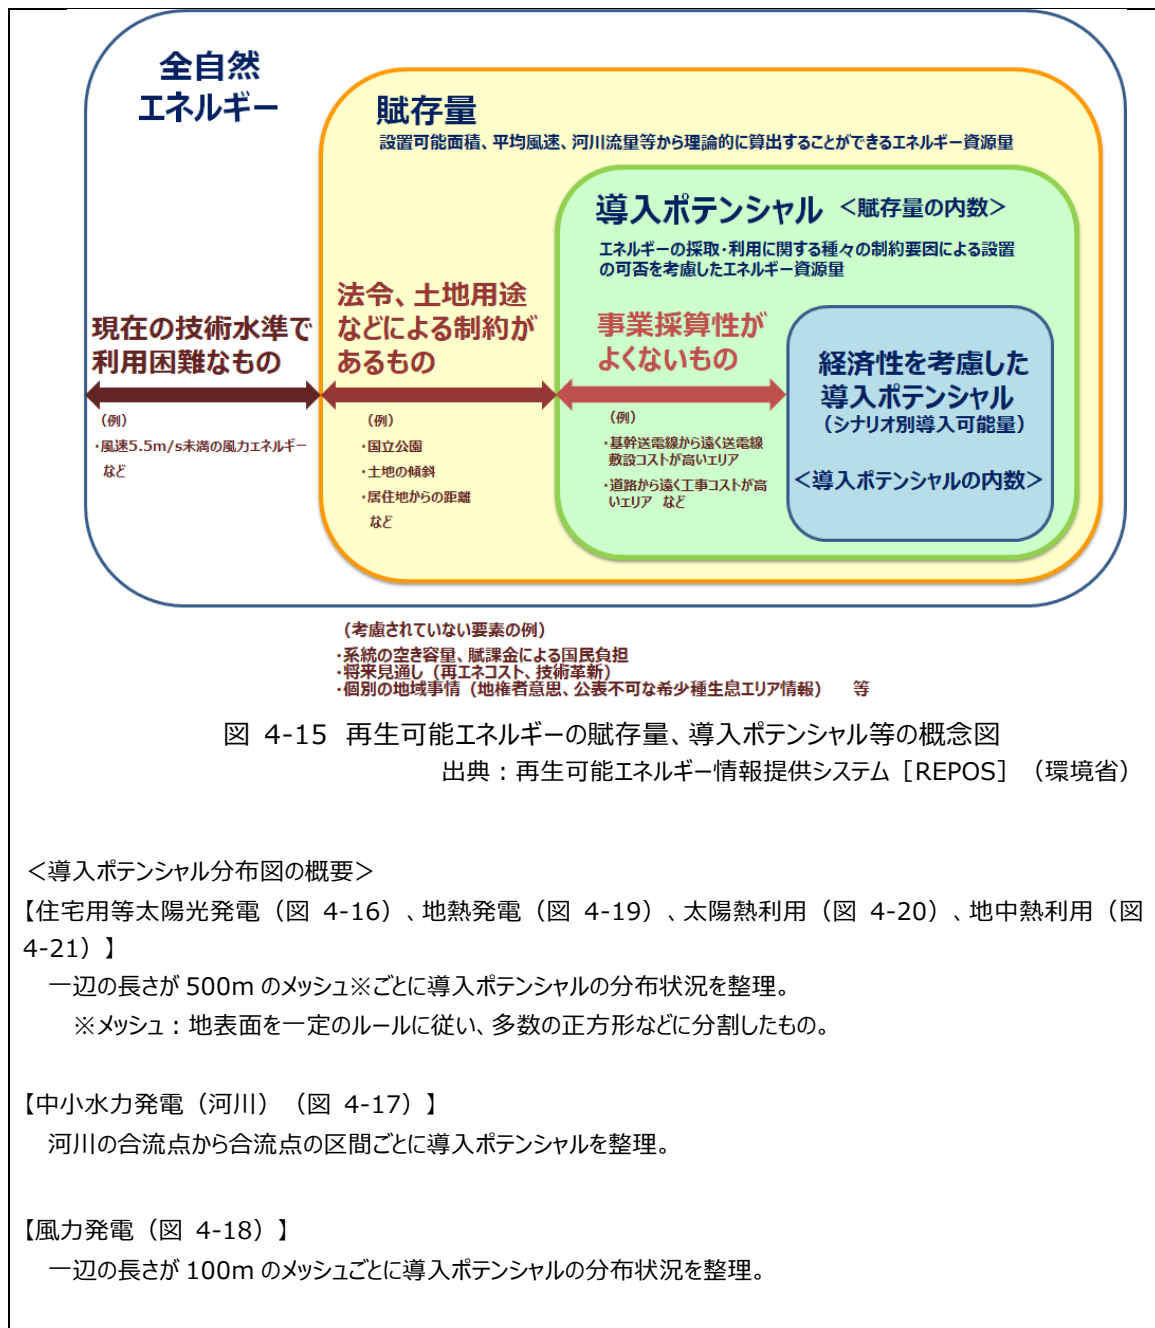 全自然
エネルギー
賦存量
設置可能面積、平均風速、河川流量等から理論的に算出することができるエネルギー資源量
導入ポテンシャル ＜賦存量の内数＞
エネルギーの採取・利用に関する種々の制約要因による設置
の可否を考慮したエネルギー資源量
現在の技術水準で
利用困難なもの
（例）
・風速5.5m/s未満の風力エネルギー
など
法令、土地用途
などによる制約が
あるもの
（例）
・国立公園
・土地の傾斜
・居住地からの距離
など
事業採算性が
よくないもの
（例）
・基幹送電線から遠く送電線
敷設コストが高いエリア
・道路から遠く工事コストが高
いエリア など
経済性を考慮した
導入ポテンシャル
（シナリオ別導入可能量）
＜導入ポテンシャルの内数＞
（考慮されていない要素の例）
・系統の空き容量、賦課金による国民負担
・将来見通し（再エネコスト、技術革新）
・個別の地域事情（地権者意思、公表不可な希少種生息エリア情報） 等
図 4-15 再生可能エネルギーの賦存量、導入ポテンシャル等の概念図
出典：再生可能エネルギー情報提供システム［REPOS］（環境省）
＜導入ポテンシャル分布図の概要＞
【住宅用等太陽光発電（図 4-16）、地熱発電（図 4-19）、太陽熱利用（図 4-20）、地中熱利用（図
4-21）】
一辺の長さが 500m のメッシュ※ごとに導入ポテンシャルの分布状況を整理。
※メッシュ：地表面を一定のルールに従い、多数の正方形などに分割したもの。
【中小水力発電（河川）（図 4-17）】
河川の合流点から合流点の区間ごとに導入ポテンシャルを整理。
【風力発電（図 4-18）】
一辺の長さが 100m のメッシュごとに導入ポテンシャルの分布状況を整理。